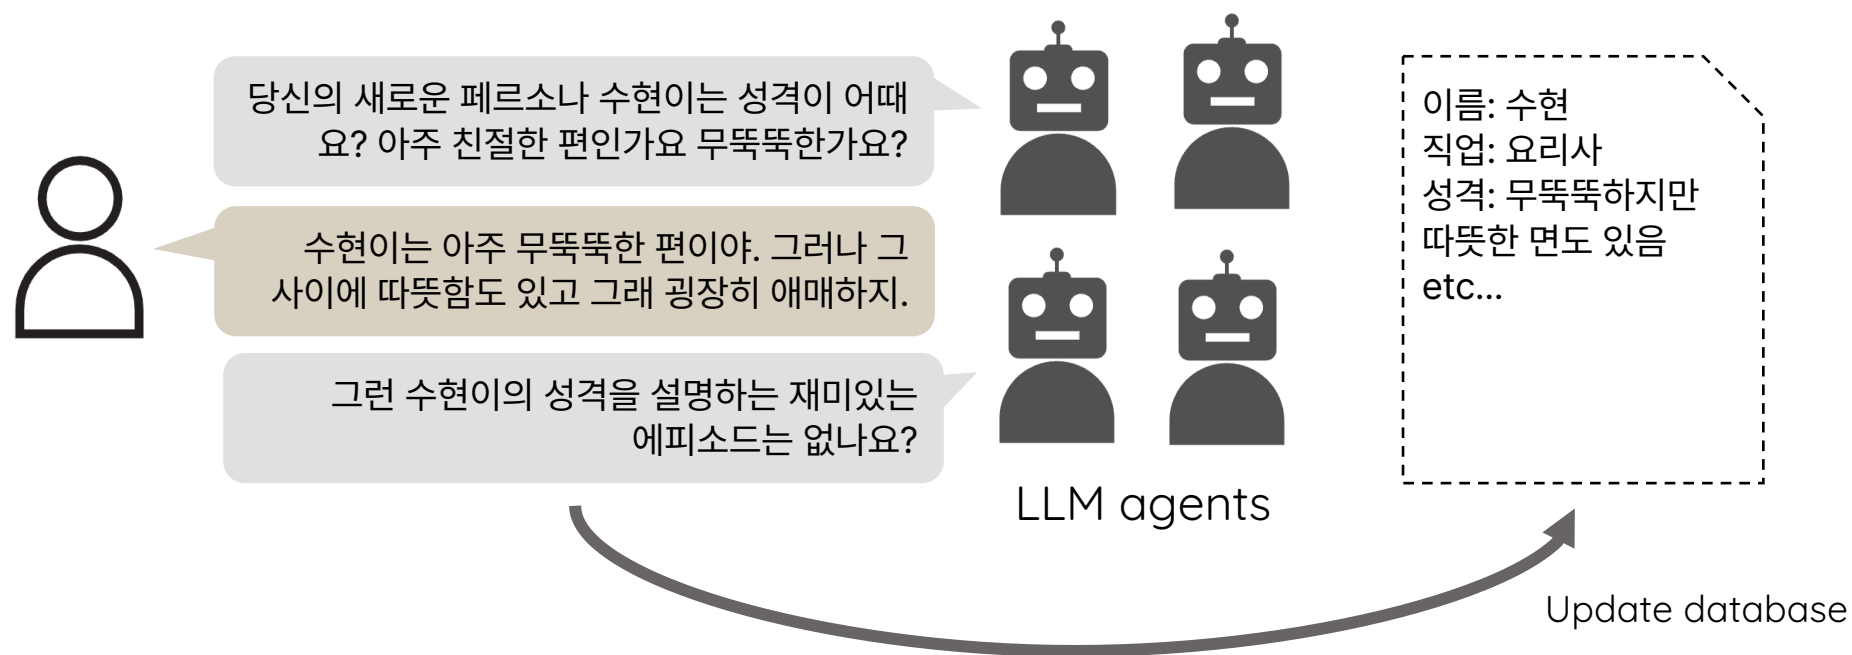 당신의 새로운 페르소나 수현이는 성격이 어때
요? 아주 친절한 편인가요 무뚝뚝한가요?
수현이는 아주 무뚝뚝한 편이야. 그러나 그
사이에 따뜻함도 있고 그래 굉장히 애매하지.
그런 수현이의 성격을 설명하는 재미있는
에피소드는 없나요?
LLM agents
이름: 수현
직업: 요리사
성격: 무뚝뚝하지만
따뜻한 면도 있음
etc...
Update database